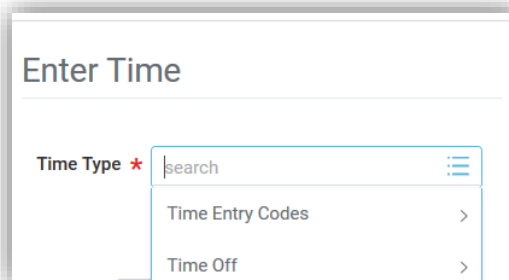 Enter Time
Time Type * search
Time Entry Codes
Time Off